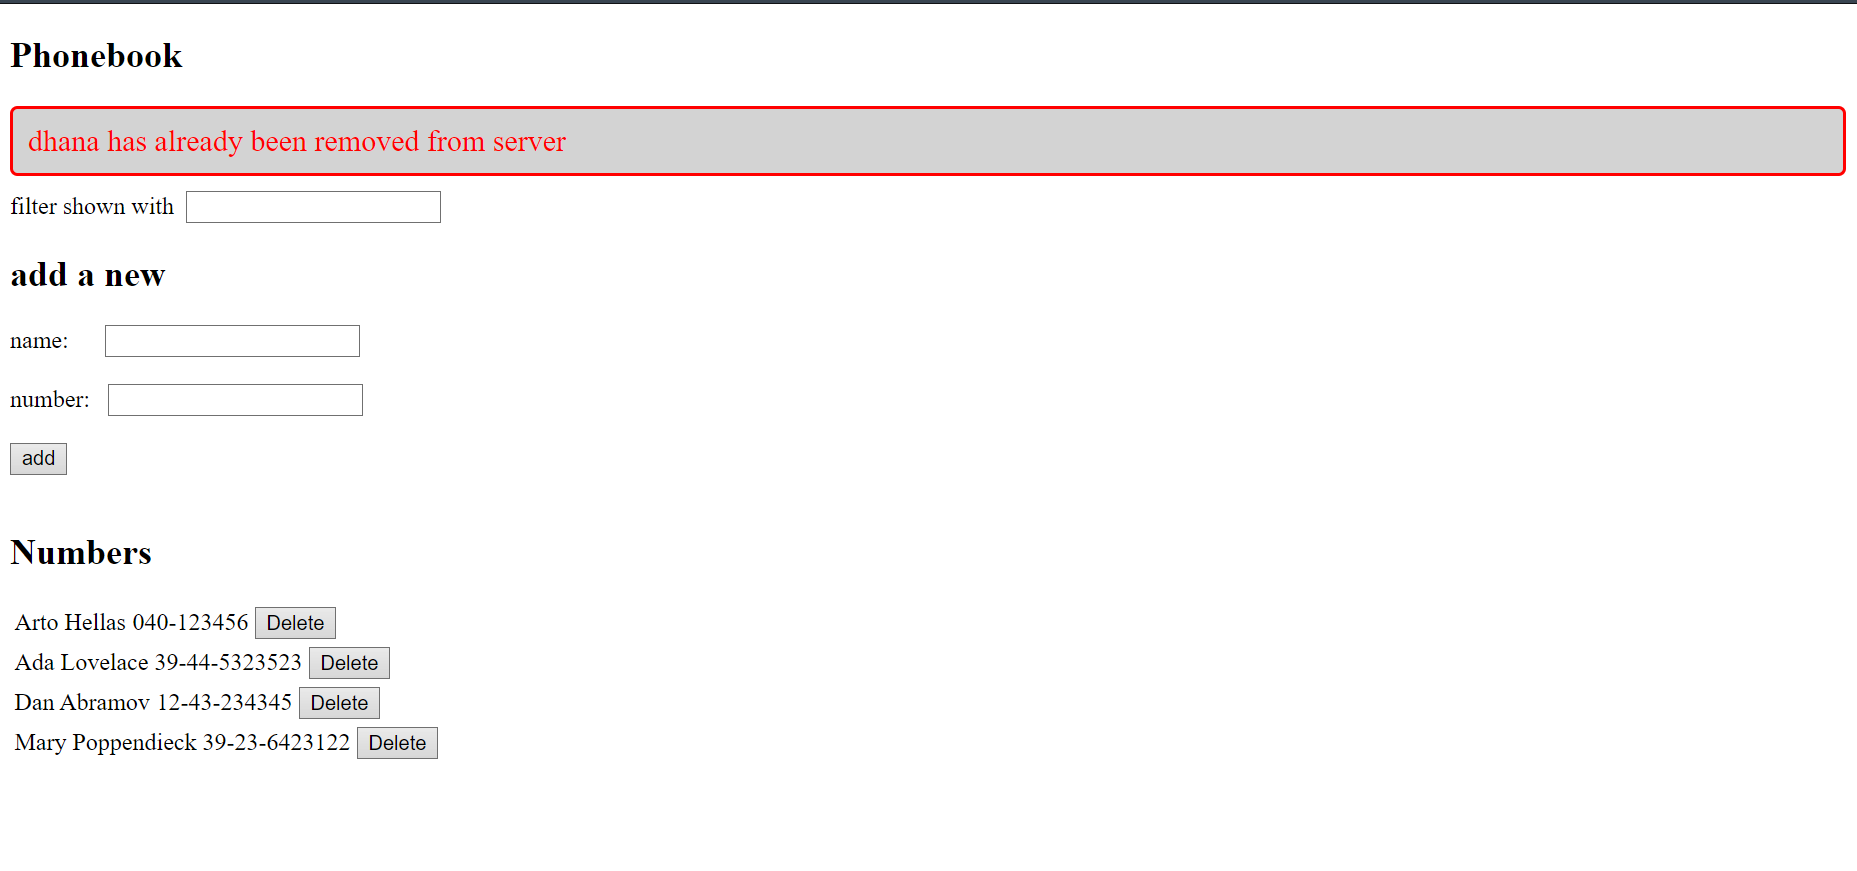 Phonebook
dhana has already been removed from server
filter shown with
add a new
name:
number:
add
Numbers
Arto Hellas 040-123456 Delete
Ada Lovelace 39-44-5323523 Delete
Dan Abramov 12-43-234345 Delete
Mary Poppendieck 39-23-6423122 Delete